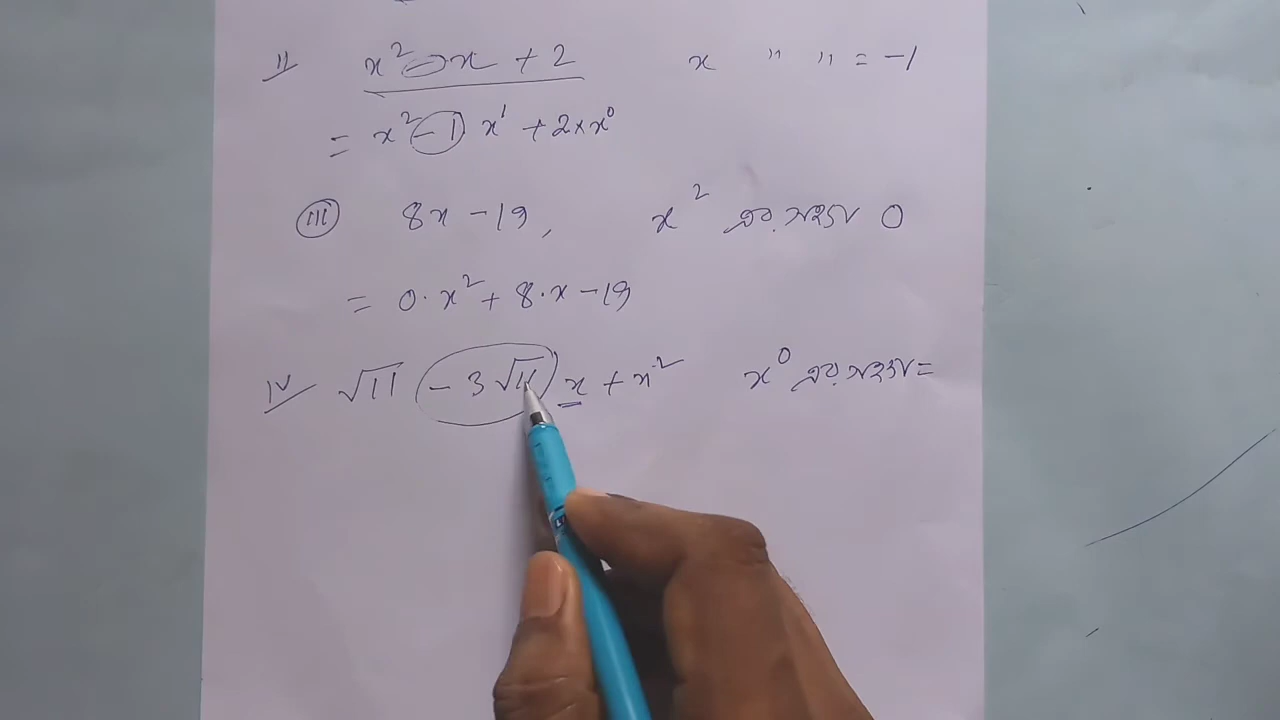 II x² - x + 2 x " " = -1
= x² - 1 x¹ + 2 × x⁰
III 8x - 19, x² এর সহগ 0
= 0·x² + 8·x - 19
IV √11 - 3√11 x + x² x⁰ এর সহগ =